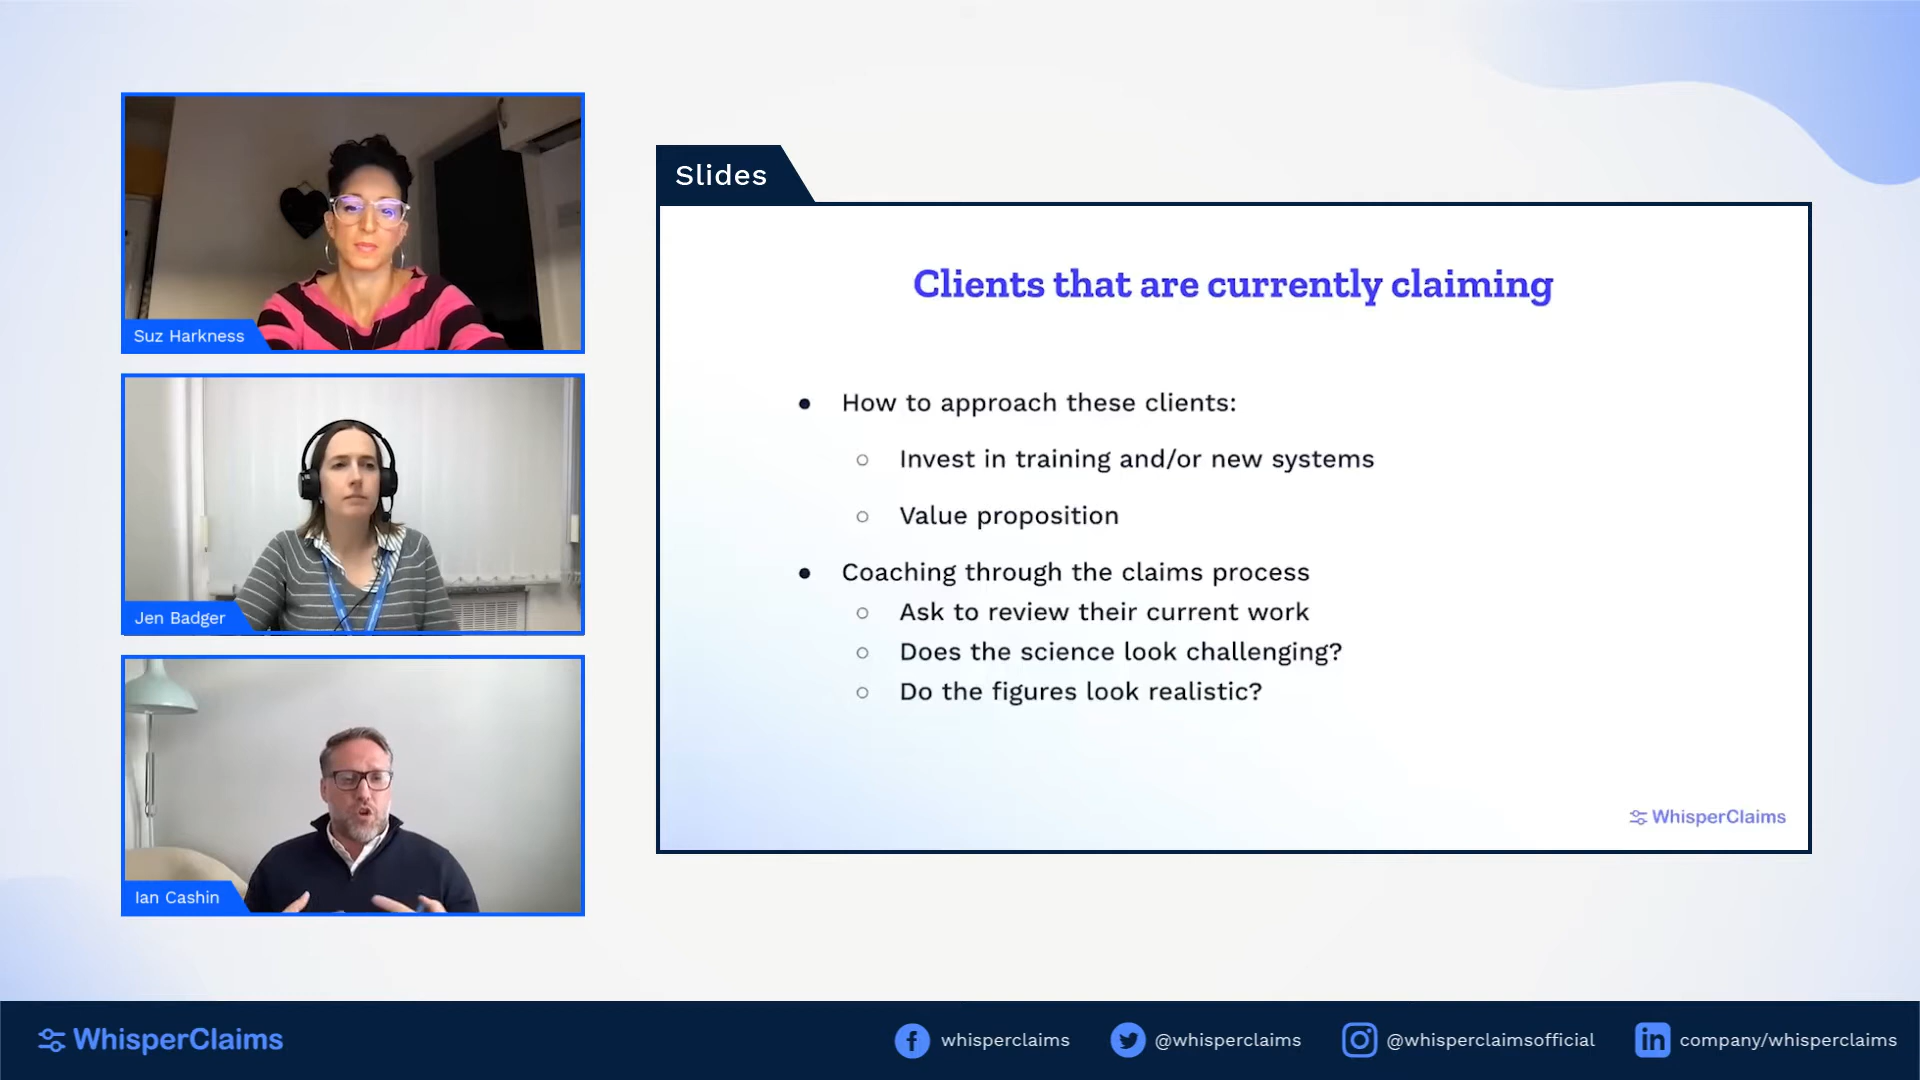 Suz Harkness
Jen Badger
Ian Cashin
Slides
Clients that are currently claiming
● How to approach these clients:
○ Invest in training and/or new systems
○ Value proposition
● Coaching through the claims process
○ Ask to review their current work
○ Does the science look challenging?
○ Do the figures look realistic?
WhisperClaims
WhisperClaims
whisperclaims
@whisperclaims
@whisperclaimsofficial
company/whisperclaims